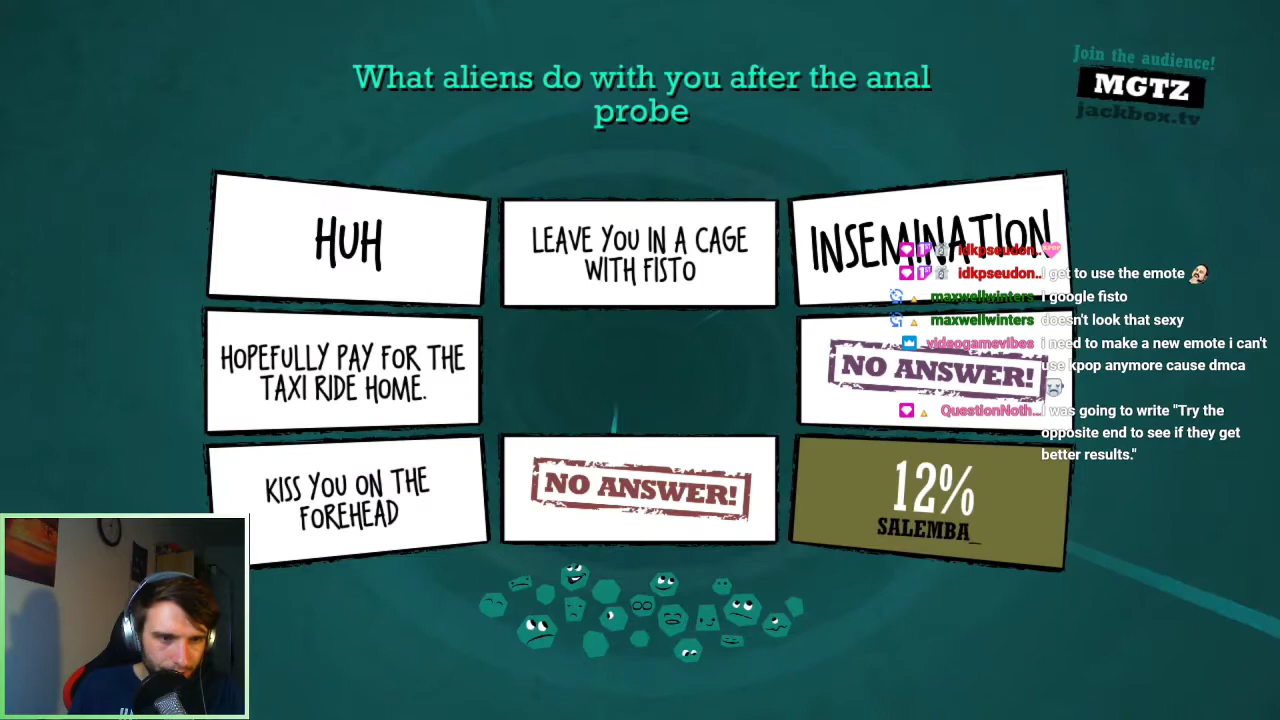 What aliens do with you after the anal
probe
Join the audience!
MGTZ
jackbox.tv
HUH
LEAVE YOU IN A CAGE
WITH FISTO
INSEMINATION
HOPEFULLY PAY FOR THE
TAXI RIDE HOME.
NO ANSWER!
KISS YOU ON THE
FOREHEAD
NO ANSWER!
12%
SALEMBA_
idkpseudon..
idkpseudon.. I get to use the emote
maxwellwinters I google fisto
maxwellwinters doesn't look that sexy
videogamevibes i need to make a new emote i can't
use kpop anymore cause dmca
QuestionNoth.. I was going to write "Try the
opposite end to see if they get
better results."